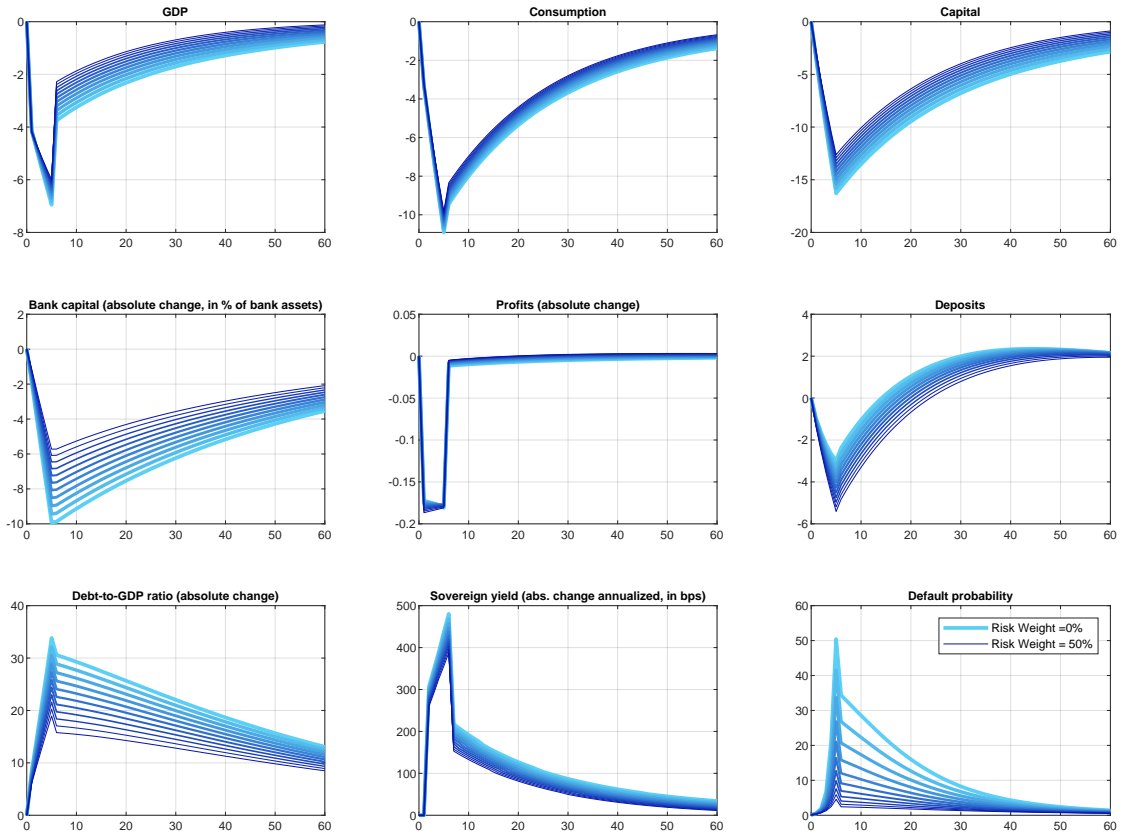 GDP
0
-2
-4
-6
-8
0 10 20 30 40 50 60
Consumption
0
-2
-4
-6
-8
-10
0 10 20 30 40 50 60
Capital
0
-5
-10
-15
-20
0 10 20 30 40 50 60
Bank capital (absolute change, in % of bank assets)
2
0
-2
-4
-6
-8
-10
0 10 20 30 40 50 60
Profits (absolute change)
0.05
0
-0.05
-0.1
-0.15
-0.2
0 10 20 30 40 50 60
Deposits
4
2
0
-2
-4
-6
0 10 20 30 40 50 60
Debt-to-GDP ratio (absolute change)
40
30
20
10
0
0 10 20 30 40 50 60
Sovereign yield (abs. change annualized, in bps)
500
400
300
200
100
0
0 10 20 30 40 50 60
Default probability
60
50
40
30
20
10
0
0 10 20 30 40 50 60
Risk Weight =0%
Risk Weight = 50%